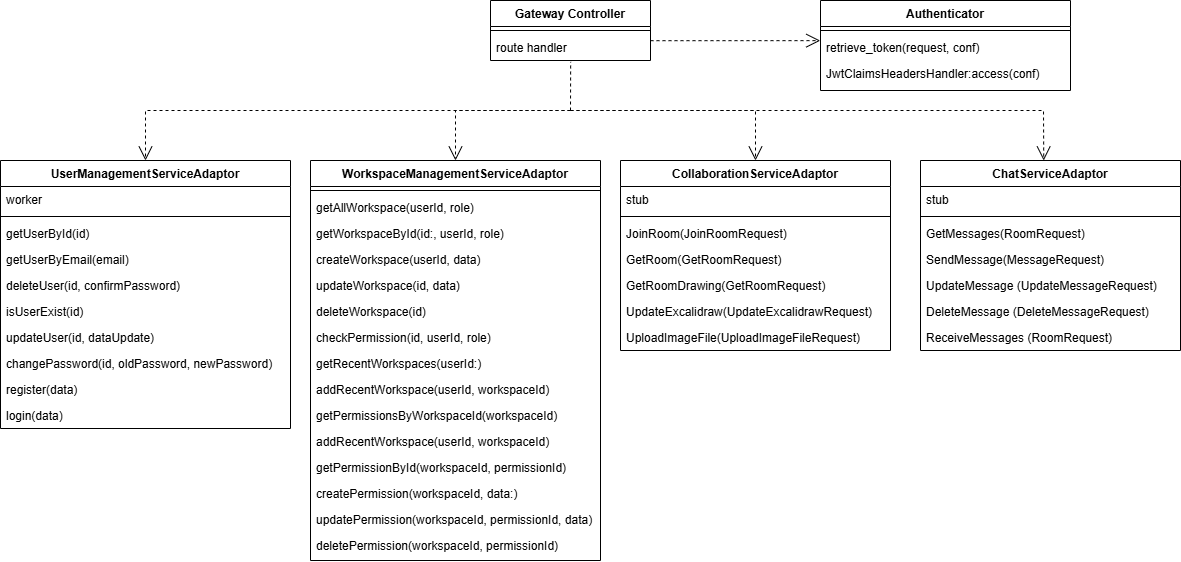 Gateway Controller
route handler
Authenticator
retrieve_token(request, conf)
JwtClaimsHeadersHandler:access(conf)
UserManagementServiceAdaptor
worker
getUserById(id)
getUserByEmail(email)
deleteUser(id, confirmPassword)
isUserExist(id)
updateUser(id, dataUpdate)
changePassword(id, oldPassword, newPassword)
register(data)
login(data)
WorkspaceManagementServiceAdaptor
getAllWorkspace(userId, role)
getWorkspaceById(id:, userId, role)
createWorkspace(userId, data)
updateWorkspace(id, data)
deleteWorkspace(id)
checkPermission(id, userId, role)
getRecentWorkspaces(userId:)
addRecentWorkspace(userId, workspaceId)
getPermissionsByWorkspaceId(workspaceId)
addRecentWorkspace(userId, workspaceId)
getPermissionById(workspaceId, permissionId)
createPermission(workspaceId, data:)
updatePermission(workspaceId, permissionId, data)
deletePermission(workspaceId, permissionId)
CollaborationServiceAdaptor
stub
JoinRoom(JoinRoomRequest)
GetRoom(GetRoomRequest)
GetRoomDrawing(GetRoomRequest)
UpdateExcalidraw(UpdateExcalidrawRequest)
UploadImageFile(UploadImageFileRequest)
ChatServiceAdaptor
stub
GetMessages(RoomRequest)
SendMessage(MessageRequest)
UpdateMessage (UpdateMessageRequest)
DeleteMessage (DeleteMessageRequest)
ReceiveMessages (RoomRequest)